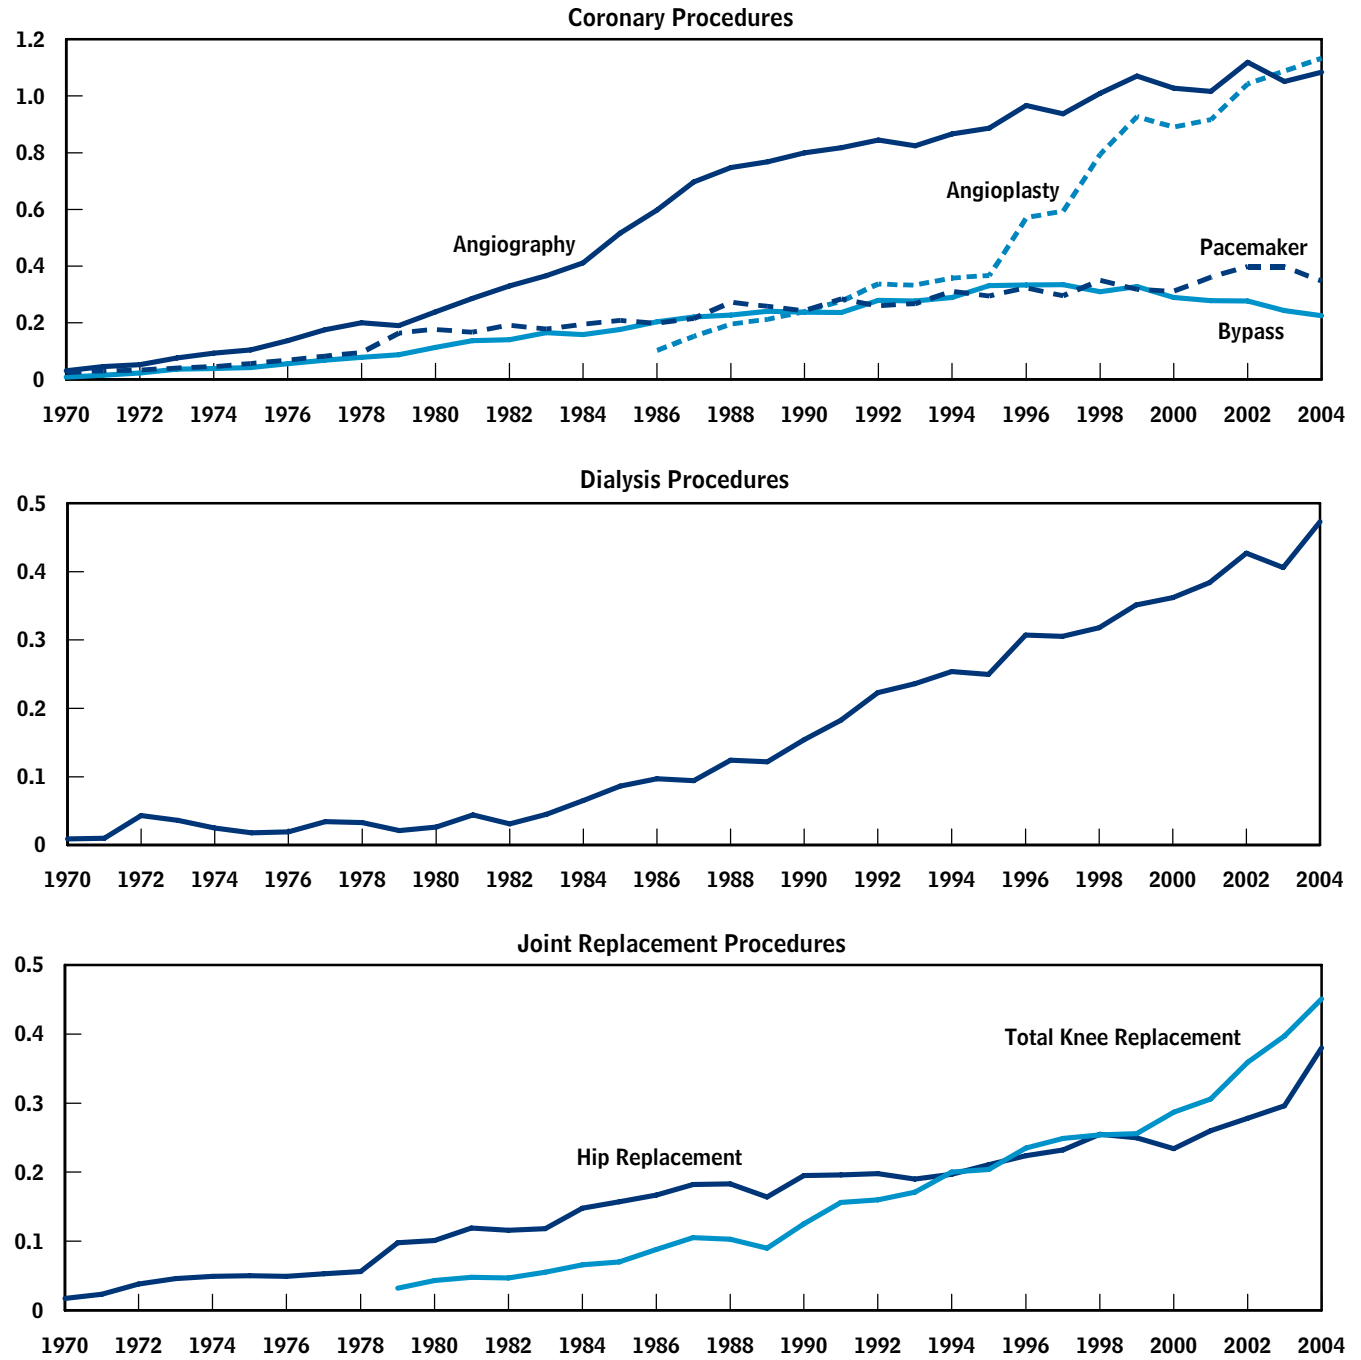 Coronary Procedures
1.2
1.0
0.8
0.6
0.4
0.2
0
Angioplasty
Angiography
Pacemaker
Bypass
1970 1972 1974 1976 1978 1980 1982 1984 1986 1988 1990 1992 1994 1996 1998 2000 2002 2004
Dialysis Procedures
0.5
0.4
0.3
0.2
0.1
0
1970 1972 1974 1976 1978 1980 1982 1984 1986 1988 1990 1992 1994 1996 1998 2000 2002 2004
Joint Replacement Procedures
0.5
0.4
0.3
0.2
0.1
0
Total Knee Replacement
Hip Replacement
1970 1972 1974 1976 1978 1980 1982 1984 1986 1988 1990 1992 1994 1996 1998 2000 2002 2004